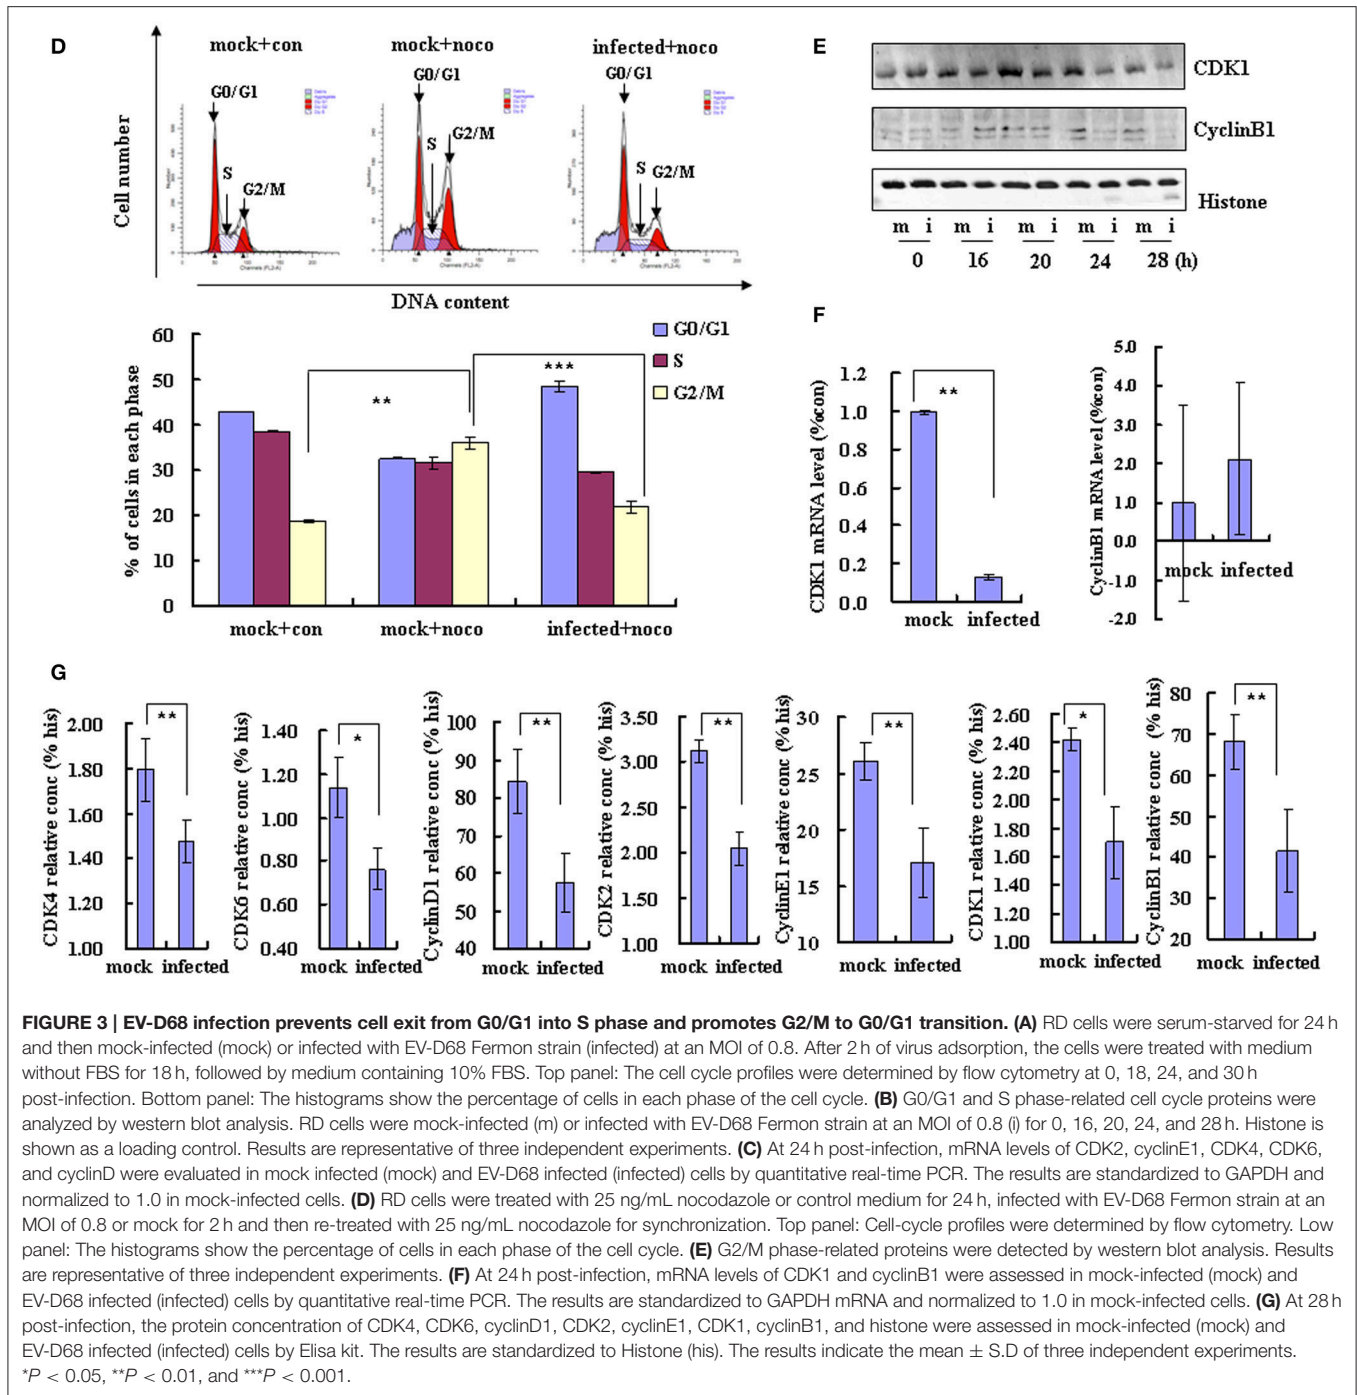 D
mock+con
mock+noco
infected+noco
G0/G1
S
G2/M
G0/G1
S
G2/M
G0/G1
S
G2/M
Cell number
DNA content
E
CDK1
CyclinB1
Histone
m i m i m i m i m i
0 16 20 24 28 (h)
% of cells in each phase
60
50
40
30
20
10
0
G0/G1
S
G2/M
**
***
mock+con mock+noco infected+noco
F
CDK1 mRNA level (%con)
1.2
1.0
0.8
0.6
0.4
0.2
0.0
**
mock infected
CyclinB1 mRNA level (%con)
5.0
4.0
3.0
2.0
1.0
0.0
-1.0
-2.0
mock infected
G
CDK4 relative conc (% his)
2.00
1.80
1.60
1.40
1.20
1.00
**
mock infected
CDK6 relative conc (% his)
1.40
1.20
1.00
0.80
0.60
0.40
*
mock infected
CyclinD1 relative conc (% his)
100
90
80
70
60
50
40
**
mock infected
CDK2 relative conc (% his)
3.50
3.00
2.50
2.00
1.50
1.00
**
mock infected
CyclinE1 relative conc (%his)
30
25
20
15
10
**
mock infected
CDK1 relative conc (% his)
2.60
2.40
2.20
2.00
1.80
1.60
1.40
1.20
1.00
*
mock infected
CyclinB1 relative conc (% his)
80
70
60
50
40
30
20
**
mock infected
FIGURE 3 | EV-D68 infection prevents cell exit from G0/G1 into S phase and promotes G2/M to G0/G1 transition. (A) RD cells were serum-starved for 24 h
and then mock-infected (mock) or infected with EV-D68 Fermon strain (infected) at an MOI of 0.8. After 2 h of virus adsorption, the cells were treated with medium
without FBS for 18 h, followed by medium containing 10% FBS. Top panel: The cell cycle profiles were determined by flow cytometry at 0, 18, 24, and 30 h
post-infection. Bottom panel: The histograms show the percentage of cells in each phase of the cell cycle. (B) G0/G1 and S phase-related cell cycle proteins were
analyzed by western blot analysis. RD cells were mock-infected (m) or infected with EV-D68 Fermon strain at an MOI of 0.8 (i) for 0, 16, 20, 24, and 28 h. Histone is
shown as a loading control. Results are representative of three independent experiments. (C) At 24 h post-infection, mRNA levels of CDK2, cyclinE1, CDK4, CDK6,
and cyclinD were evaluated in mock infected (mock) and EV-D68 infected (infected) cells by quantitative real-time PCR. The results are standardized to GAPDH and
normalized to 1.0 in mock-infected cells. (D) RD cells were treated with 25 ng/mL nocodazole or control medium for 24 h, infected with EV-D68 Fermon strain at an
MOI of 0.8 or mock for 2 h and then re-treated with 25 ng/mL nocodazole for synchronization. Top panel: Cell-cycle profiles were determined by flow cytometry. Low
panel: The histograms show the percentage of cells in each phase of the cell cycle. (E) G2/M phase-related proteins were detected by western blot analysis. Results
are representative of three independent experiments. (F) At 24 h post-infection, mRNA levels of CDK1 and cyclinB1 were assessed in mock-infected (mock) and
EV-D68 infected (infected) cells by quantitative real-time PCR. The results are standardized to GAPDH mRNA and normalized to 1.0 in mock-infected cells. (G) At 28 h
post-infection, the protein concentration of CDK4, CDK6, cyclinD1, CDK2, cyclinE1, CDK1, cyclinB1, and histone were assessed in mock-infected (mock) and
EV-D68 infected (infected) cells by Elisa kit. The results are standardized to Histone (his). The results indicate the mean ± S.D of three independent experiments.
*P < 0.05, **P < 0.01, and ***P < 0.001.